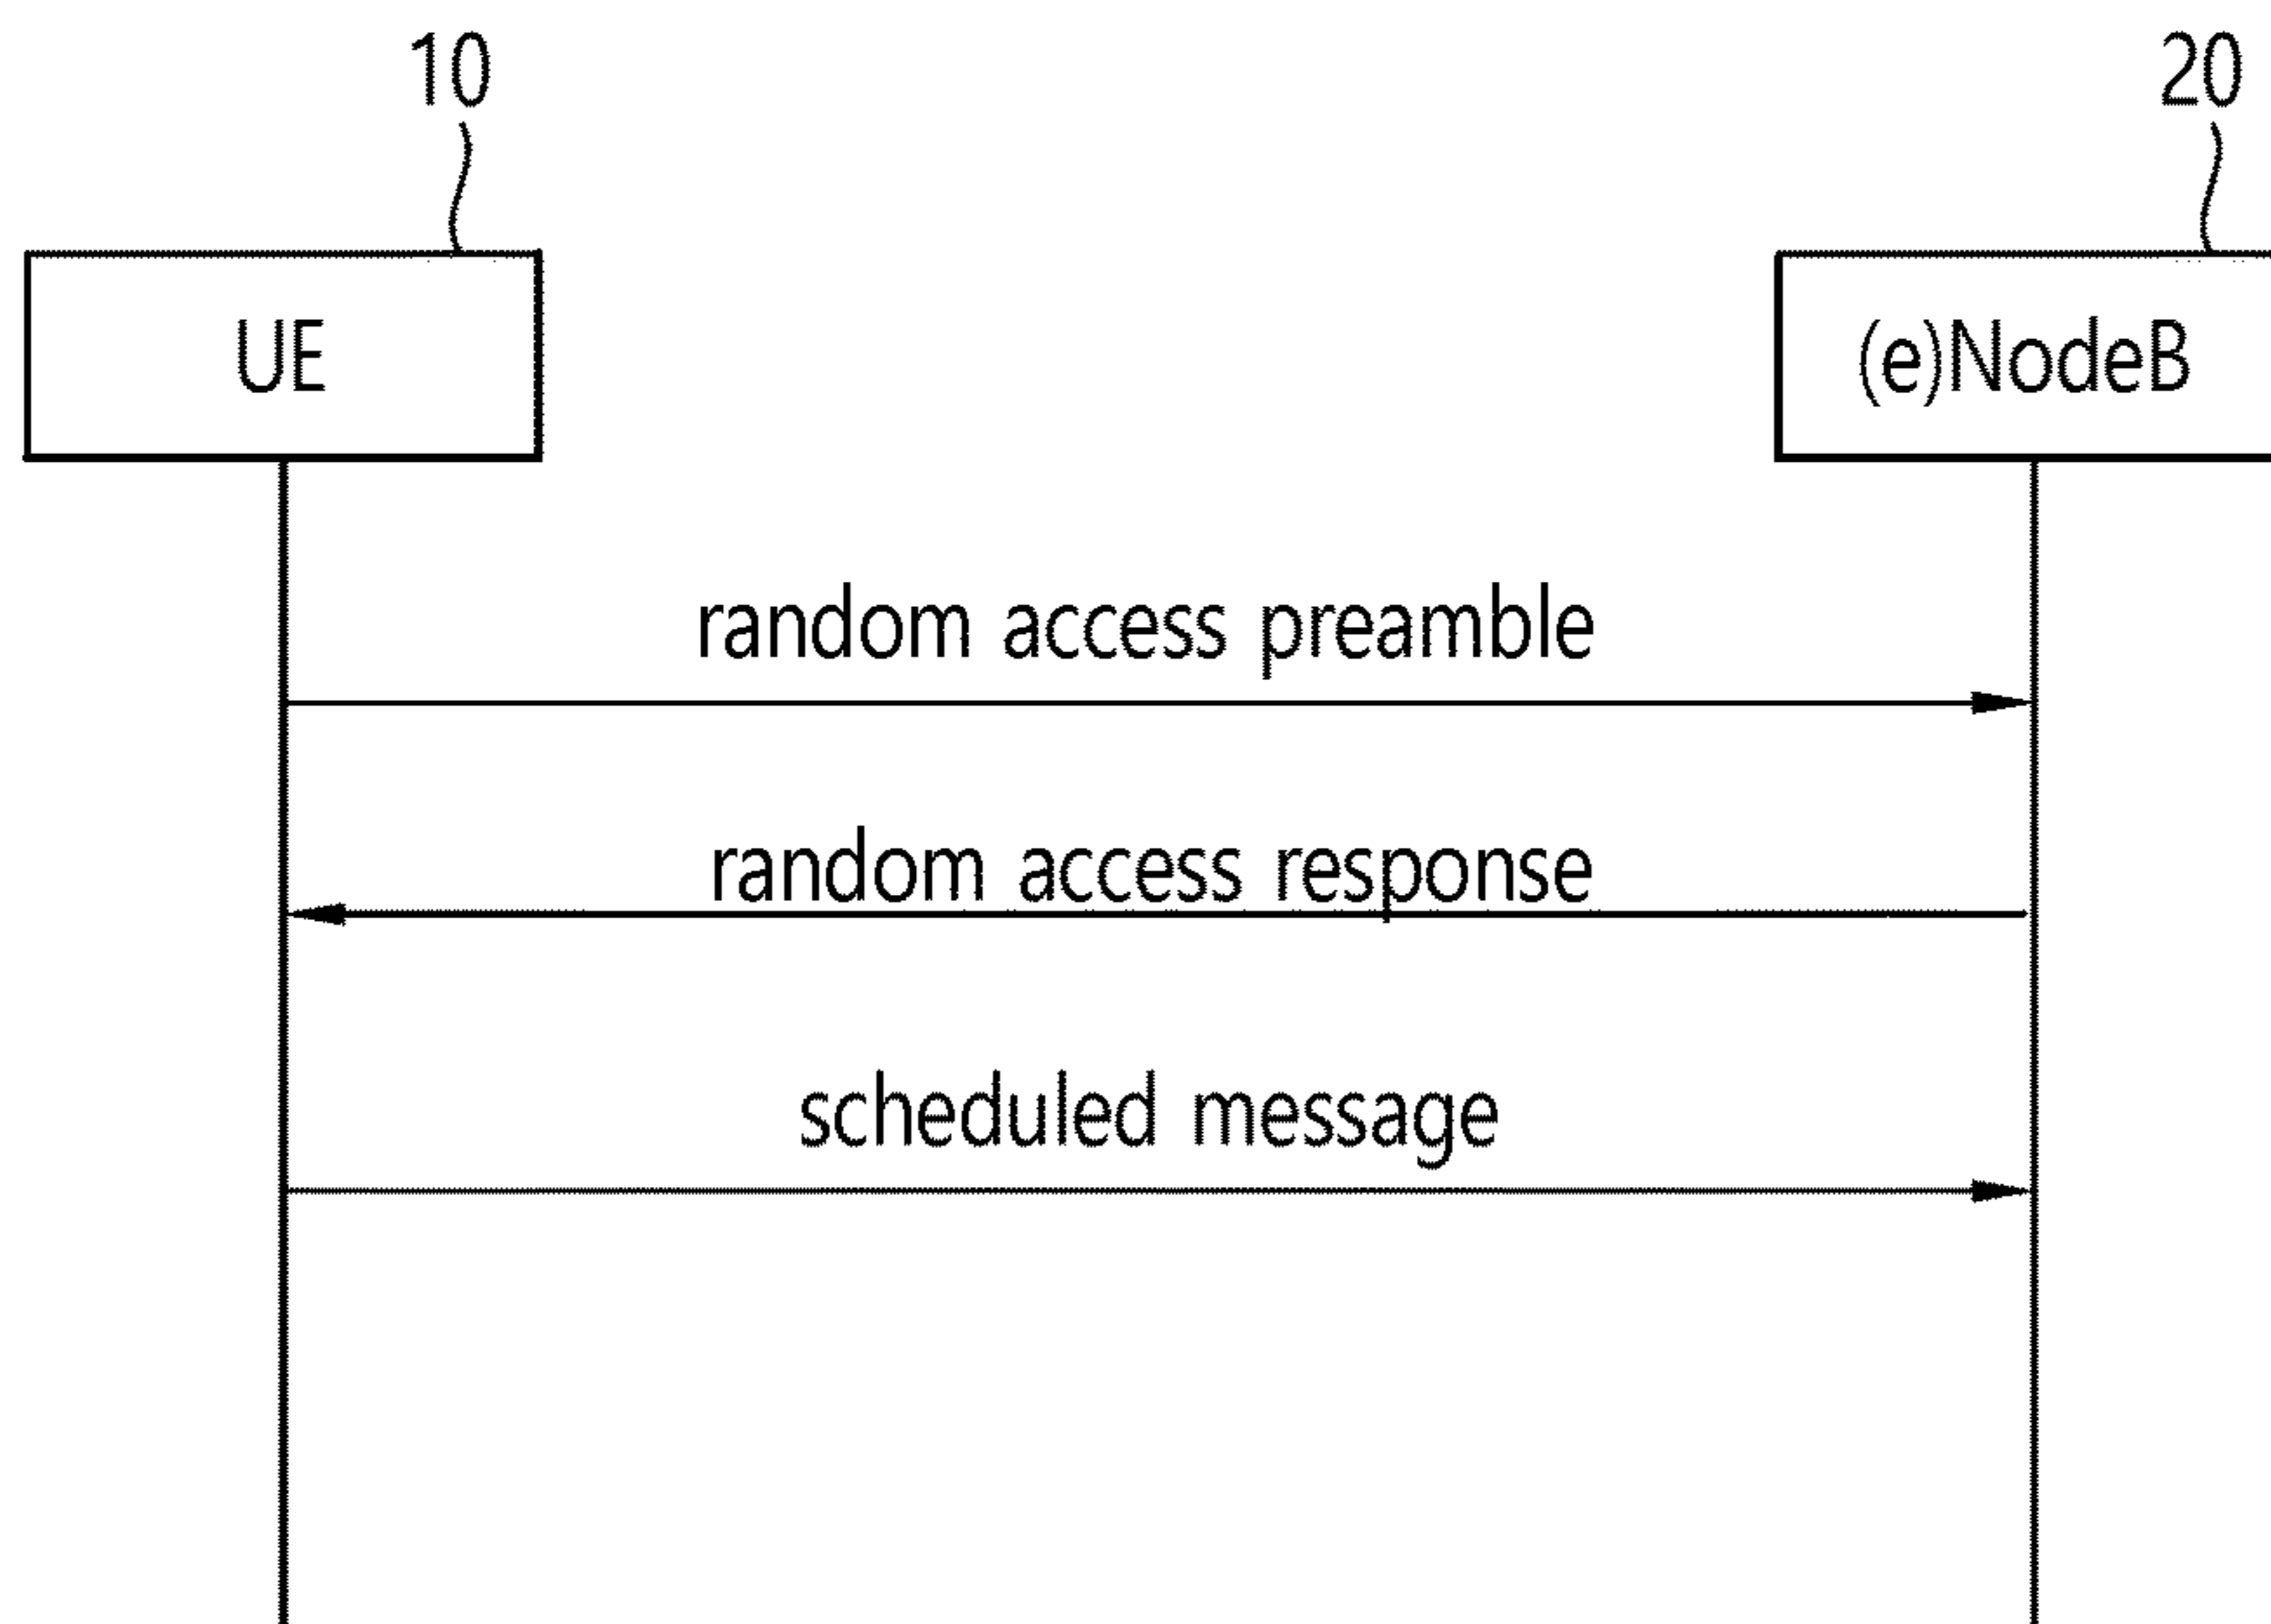 10
20
UE
(e)NodeB
random access preamble
random access response
scheduled message